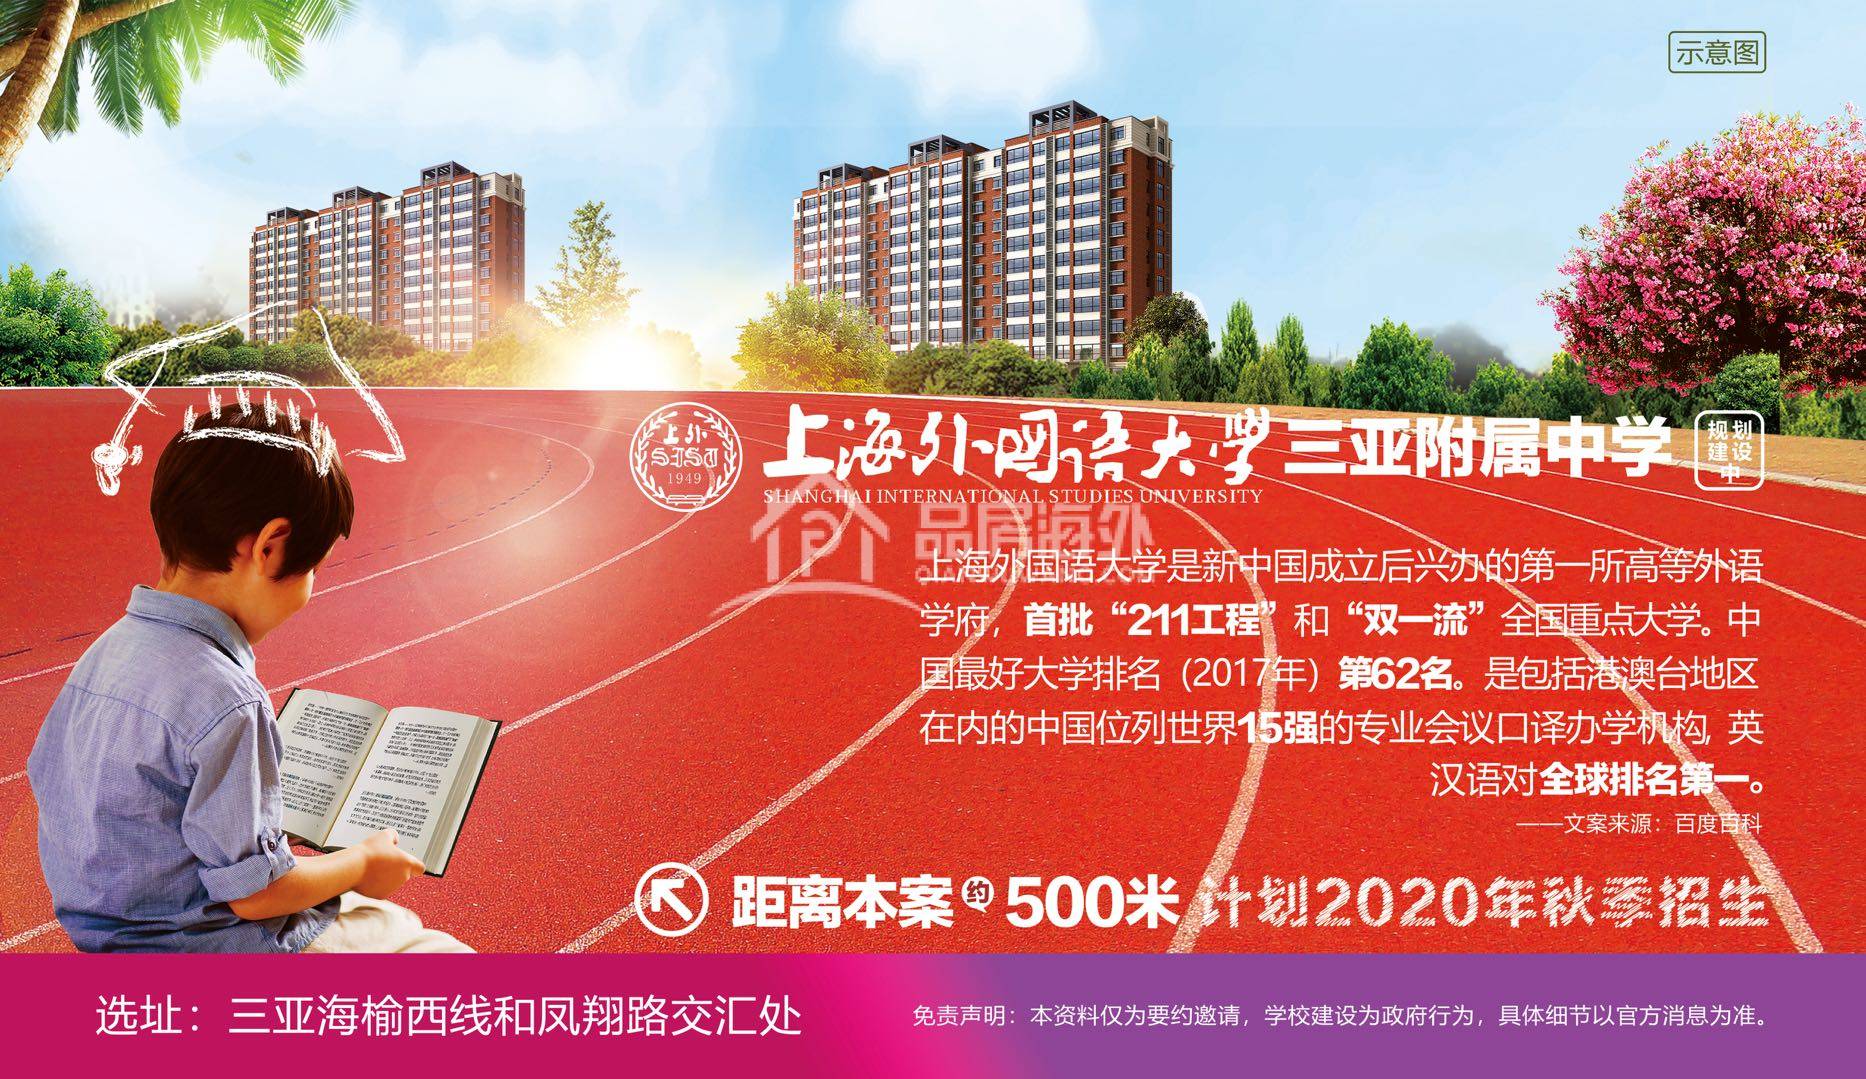 示意图
上外
SISU
1949
上海外国语大学三亚附属中学
规划
建设
中
SHANGHAI INTERNATIONAL STUDIES UNIVERSITY
品房海外
上海外国语大学是新中国成立后兴办的第一所高等外语
学府，首批“211工程”和“双一流”全国重点大学。中
国最好大学排名（2017年）第62名。是包括港澳台地区
在内的中国位列世界15强的专业会议口译办学机构，英
汉语对全球排名第一。
——文案来源：百度百科
距离本案约500米 计划2020年秋季招生
选址：三亚海榆西线和凤翔路交汇处
免责声明：本资料仅为要约邀请，学校建设为政府行为，具体细节以官方消息为准。